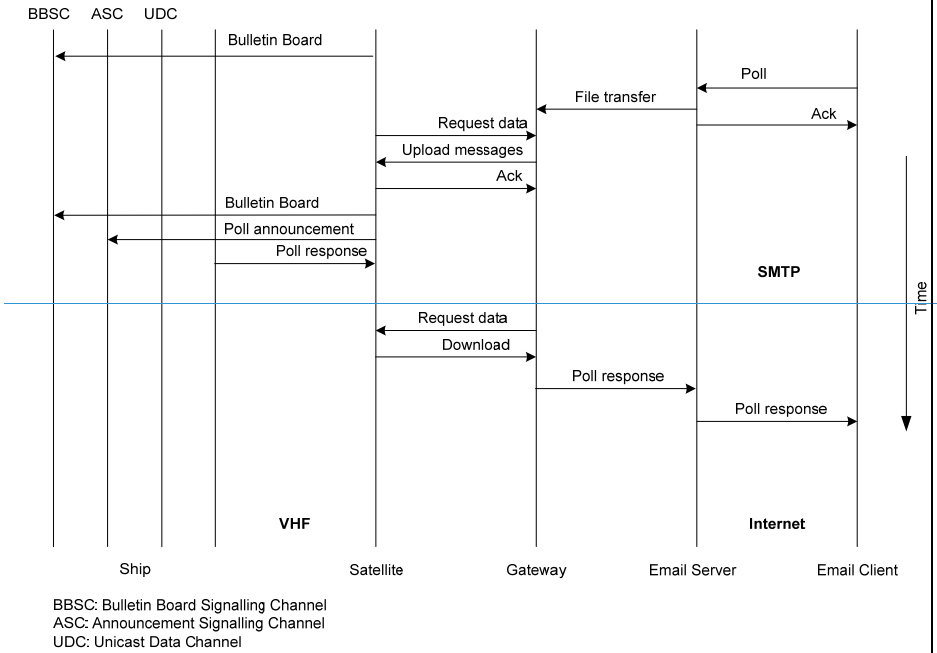 BBSC ASC UDC
Bulletin Board
Poll
File transfer
Ack
Request data
Upload messages
Ack
Bulletin Board
Poll announcement
Poll response
SMTP
Time
Request data
Download
Poll response
Poll response
VHF Internet
Ship Satellite Gateway Email Server Email Client
BBSC: Bulletin Board Signalling Channel
ASC: Announcement Signalling Channel
UDC: Unicast Data Channel